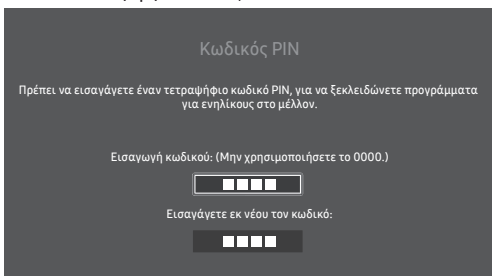 Κωδικός PIN
Πρέπει να εισαγάγετε έναν τετραψήφιο κωδικό PIN, για να ξεκλειδώνετε προγράμματα
για ενηλίκους στο μέλλον.
Εισαγωγή κωδικού: (Μην χρησιμοποιήσετε το 0000.)
Εισαγάγετε εκ νέου τον κωδικό: